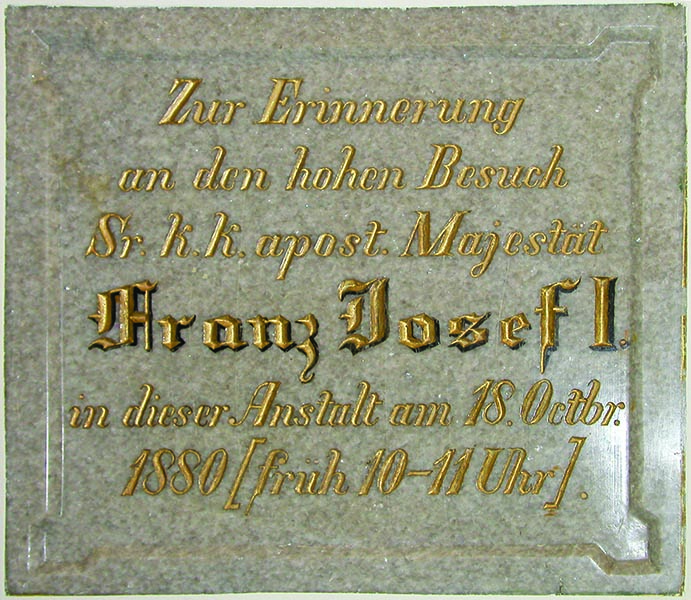 Zur Erinnerung
an den hohen Besuch
Sr. k. k. apost. Majestät
Franz Josef I.
in dieser Anstalt am 18. Octbr.
1880 [früh 10-11 Uhr].